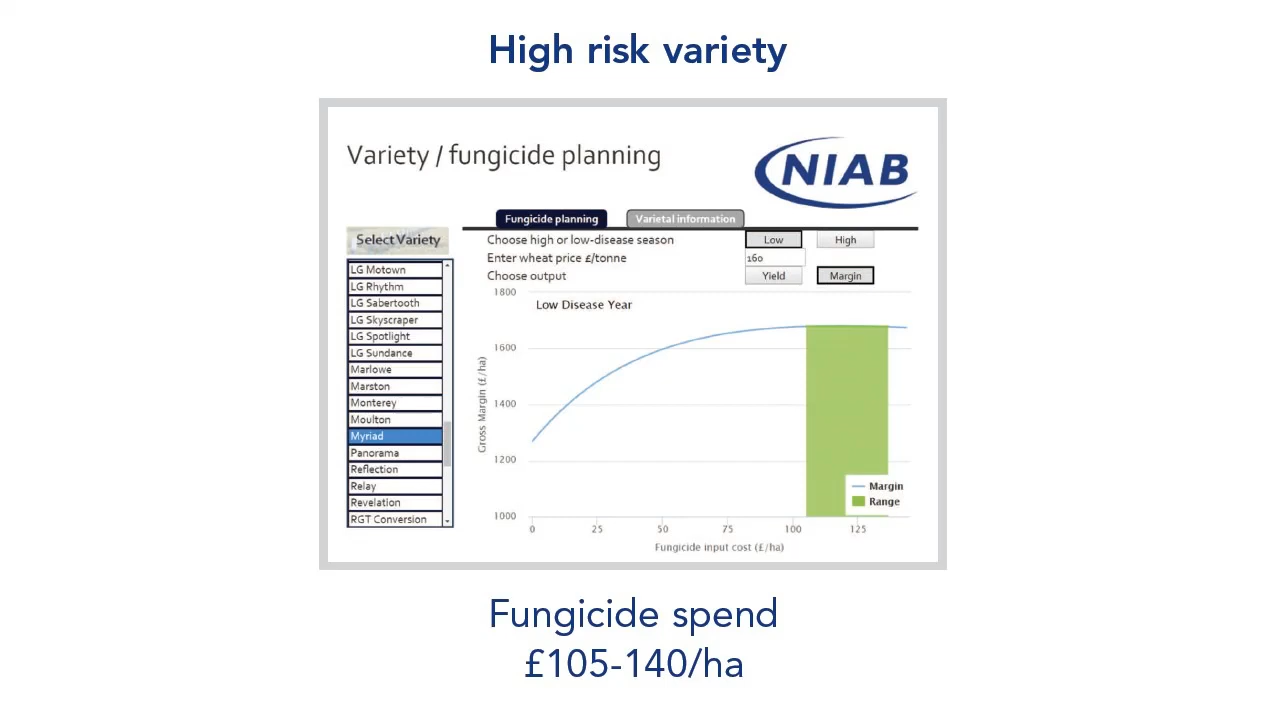 High risk variety
Variety / fungicide planning
NIAB
Fungicide planning
Varietal information
Select Variety
Choose high or low-disease season
Low
High
Enter wheat price £/tonne
160
Choose output
Yield
Margin
LG Motown
LG Rhythm
LG Sabertooth
LG Skyscraper
LG Spotlight
LG Sundance
Marlowe
Marston
Monterey
Moulton
Myriad
Panorama
Reflection
Relay
Revelation
RGT Conversion
Low Disease Year
Gross Margin (£/ha)
1800
1600
1400
1200
1000
0 25 50 75 100 125
Fungicide input cost (£/ha)
Margin
Range
Fungicide spend
£105-140/ha